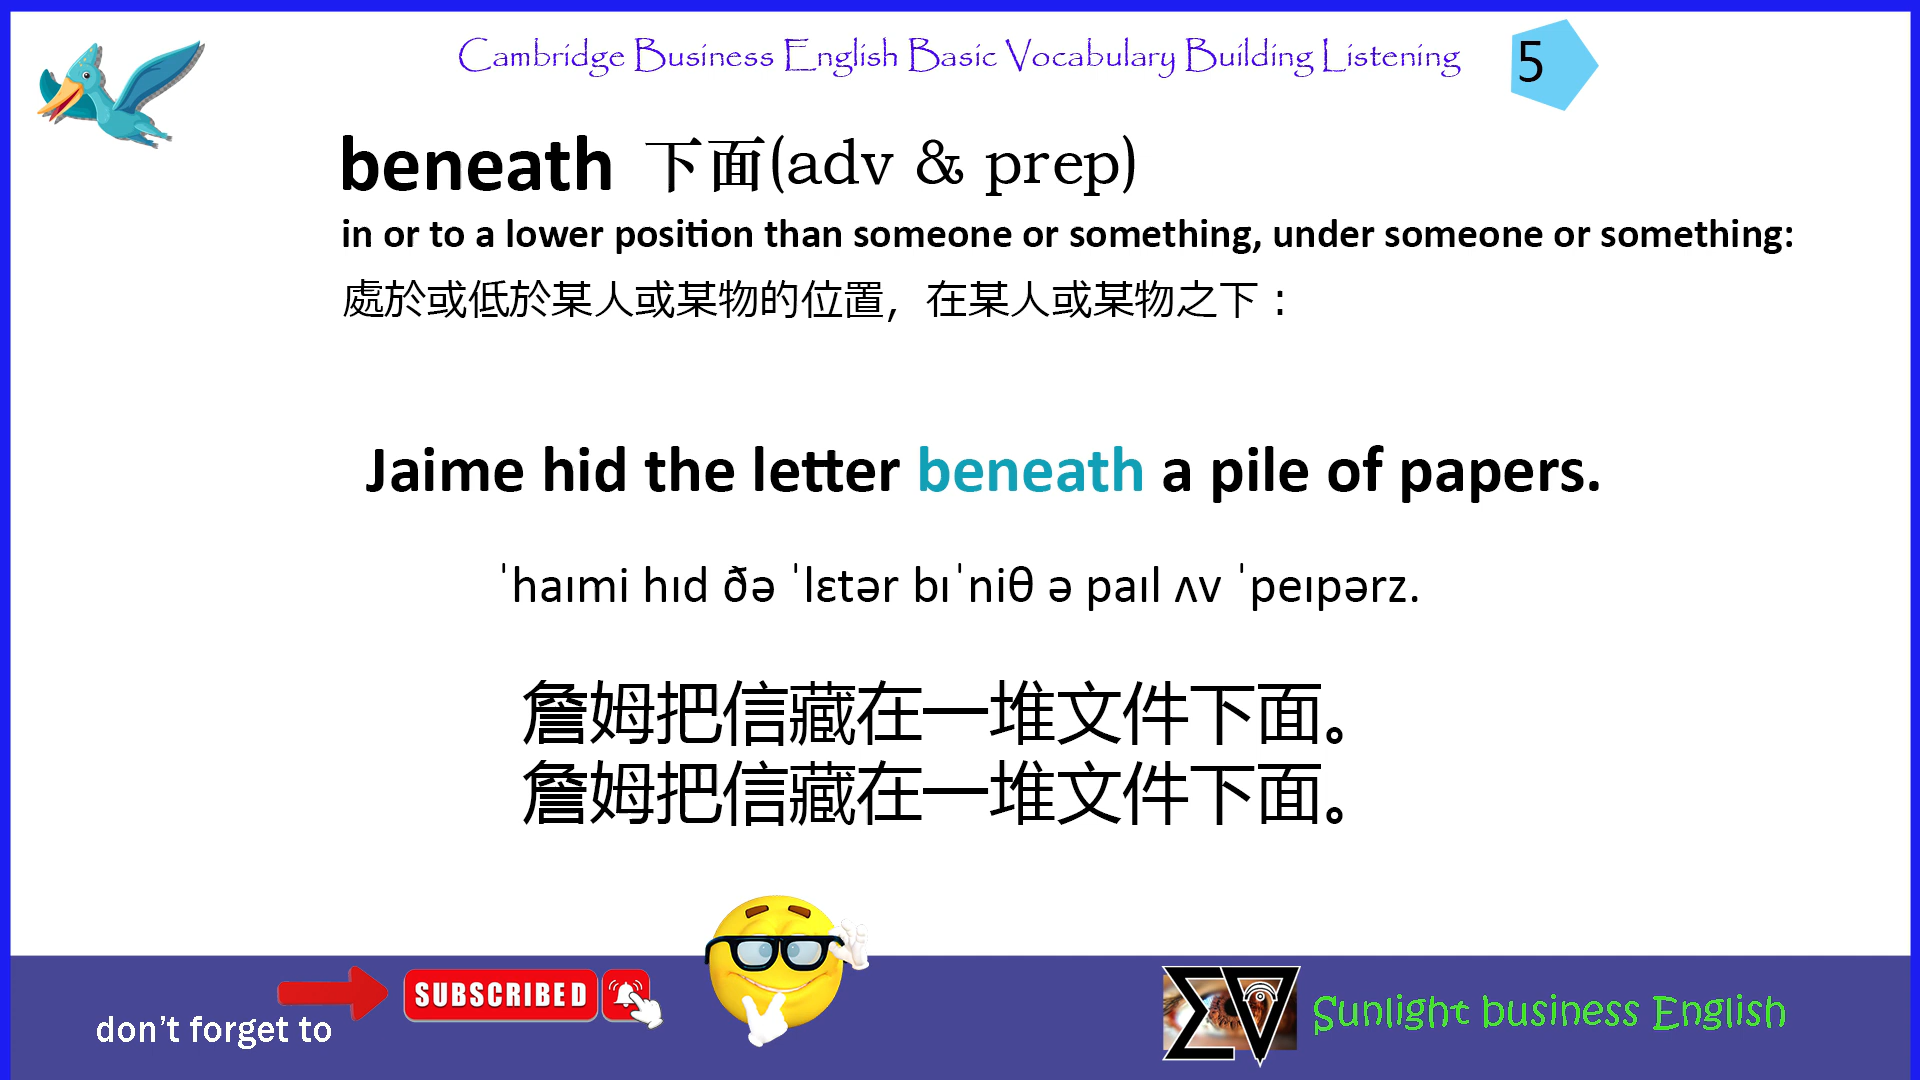 Cambridge Business English Basic Vocabulary Building Listening
5
beneath 下面(adv & prep)
in or to a lower position than someone or something, under someone or something:
處於或低於某人或某物的位置，在某人或某物之下：
Jaime hid the letter beneath a pile of papers.
ˈhaɪmi hɪd ðə ˈlɛtər bɪˈniθ ə paɪl ʌv ˈpeɪpərz.
詹姆把信藏在一堆文件下面。
詹姆把信藏在一堆文件下面。
don’t forget to
SUBSCRIBED
Sunlight business English